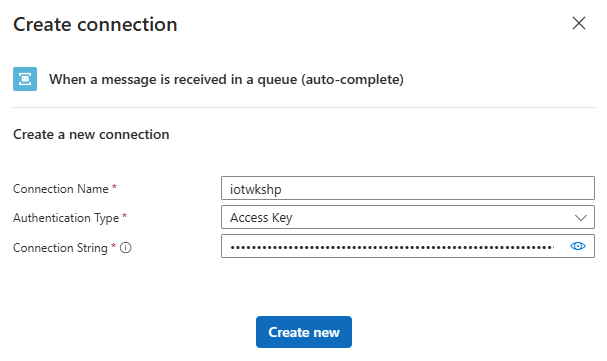 Create connection
When a message is received in a queue (auto-complete)
Create a new connection
Connection Name *
iotwkshp
Authentication Type *
Access Key
Connection String *
Create new